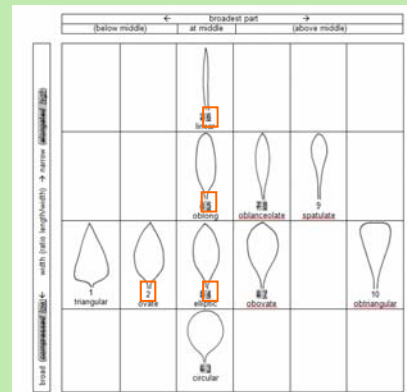 ← broadest part →
(below middle) at middle (above middle)
broad ← width (ratio length/width) → narrow
linear
oblong
oblanceolate
9
spatulate
1
triangular
2
ovate
elliptic
obovate
10
obtriangular
circular